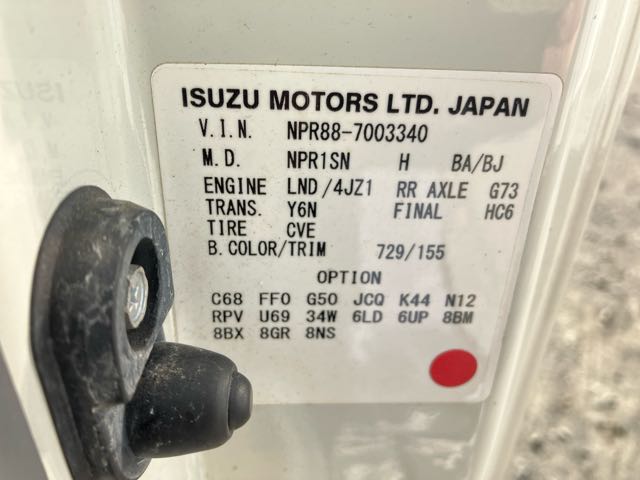 ISUZU MOTORS LTD. JAPAN
V.I.N. NPR88-7003340
M.D. NPR1SN H BA/BJ
ENGINE LND/4JZ1 RR AXLE G73
TRANS. Y6N FINAL HC6
TIRE CVE
B.COLOR/TRIM 729/155
OPTION
C68 FF0 G50 JCQ K44 N12
RPV U69 34W 6LD 6UP 8BM
8BX 8GR 8NS